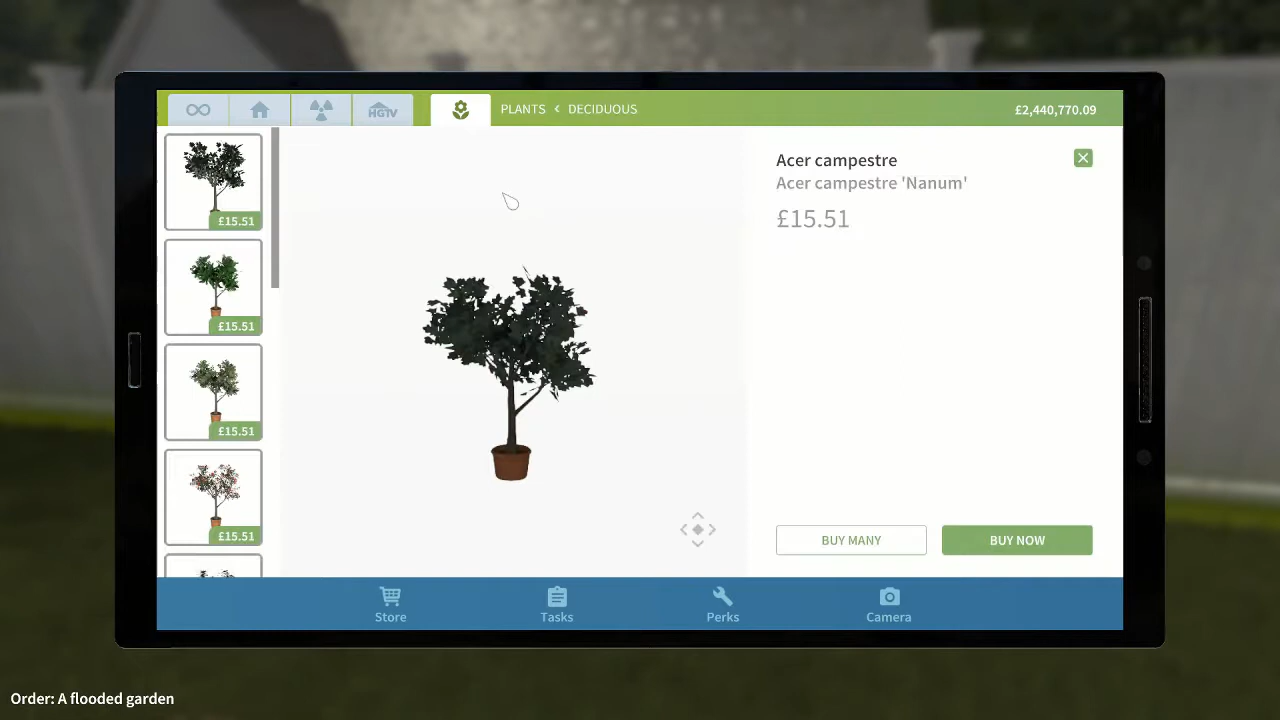 HGTV
PLANTS < DECIDUOUS
£2,440,770.09
£15.51
£15.51
£15.51
£15.51
Acer campestre
Acer campestre 'Nanum'
£15.51
BUY MANY
BUY NOW
Store
Tasks
Perks
Camera
Order: A flooded garden